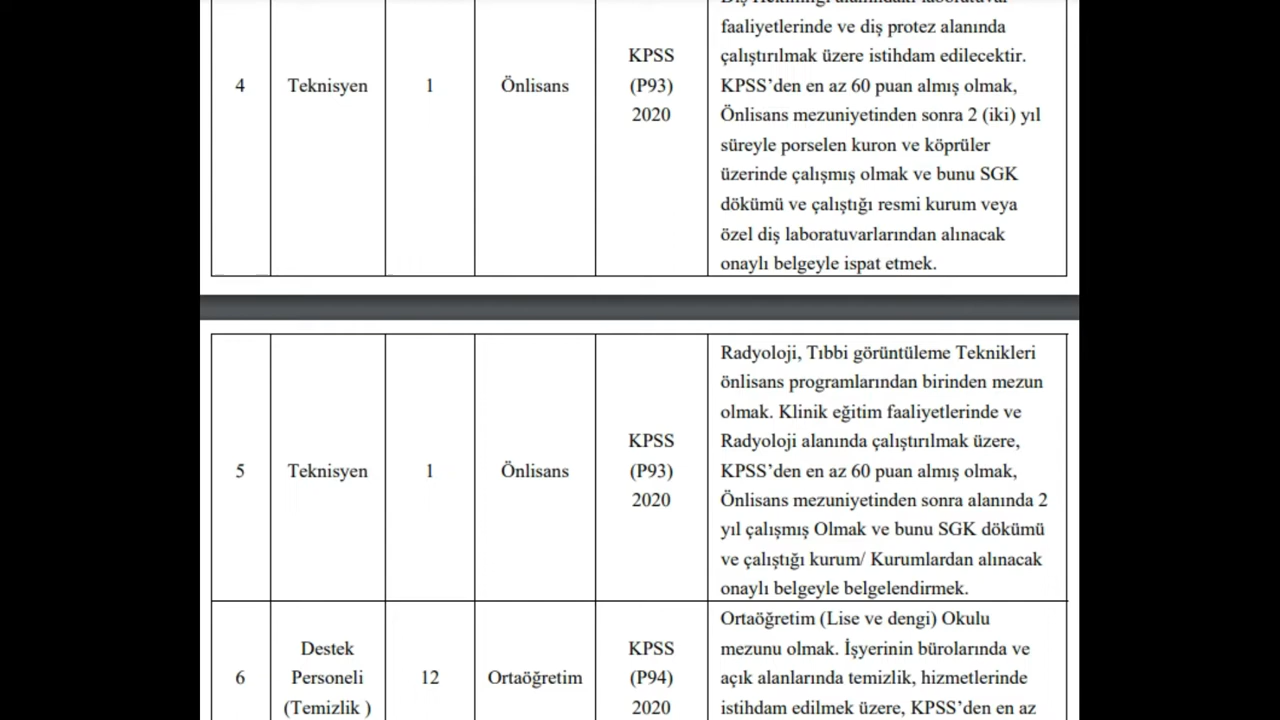 Diş Hekimliği alanındaki laboratuvar
faaliyetlerinde ve diş protez alanında
çalıştırılmak üzere istihdam edilecektir.
4 Teknisyen 1 Önlisans KPSS (P93) 2020 KPSS’den en az 60 puan almış olmak,
Önlisans mezuniyetinden sonra 2 (iki) yıl
süreyle porselen kuron ve köprüler
üzerinde çalışmış olmak ve bunu SGK
dökümü ve çalıştığı resmi kurum veya
özel diş laboratuvarlarından alınacak
onaylı belgeyle ispat etmek.
Radyoloji, Tıbbi görüntüleme Teknikleri
önlisans programlarından birinden mezun
olmak. Klinik eğitim faaliyetlerinde ve
Radyoloji alanında çalıştırılmak üzere,
5 Teknisyen 1 Önlisans KPSS (P93) 2020 KPSS’den en az 60 puan almış olmak,
Önlisans mezuniyetinden sonra alanında 2
yıl çalışmış Olmak ve bunu SGK dökümü
ve çalıştığı kurum/ Kurumlardan alınacak
onaylı belgeyle belgelendirmek.
Ortaöğretim (Lise ve dengi) Okulu
mezunu olmak. İşyerinin bürolarında ve
6 Destek Personeli (Temizlik ) 12 Ortaöğretim KPSS (P94) 2020 açık alanlarında temizlik, hizmetlerinde
istihdam edilmek üzere, KPSS’den en az